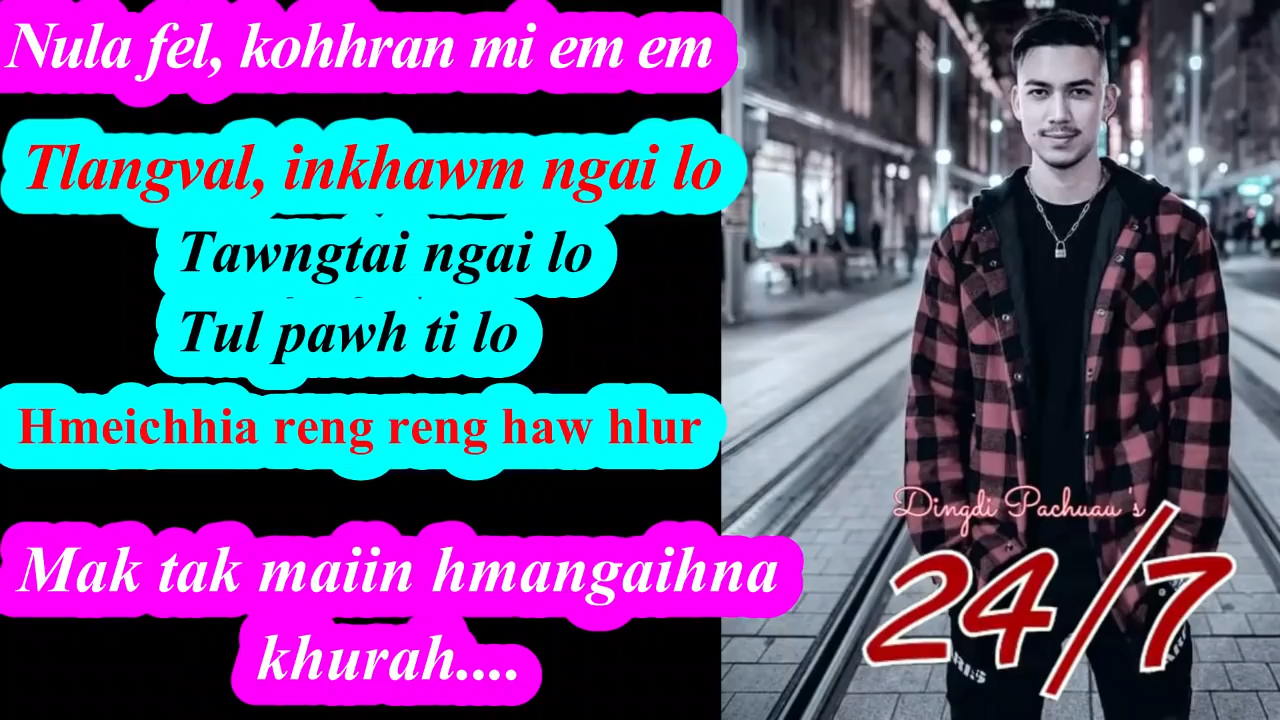 Nula fel, kohhran mi em em
Tlangval, inkhawm ngai lo
Tawngtai ngai lo
Tul pawh ti lo
Hmeichhia reng reng haw hlur
Mak tak maiin hmangaihna
khurah....
Dingdi Pachuau's
24/7